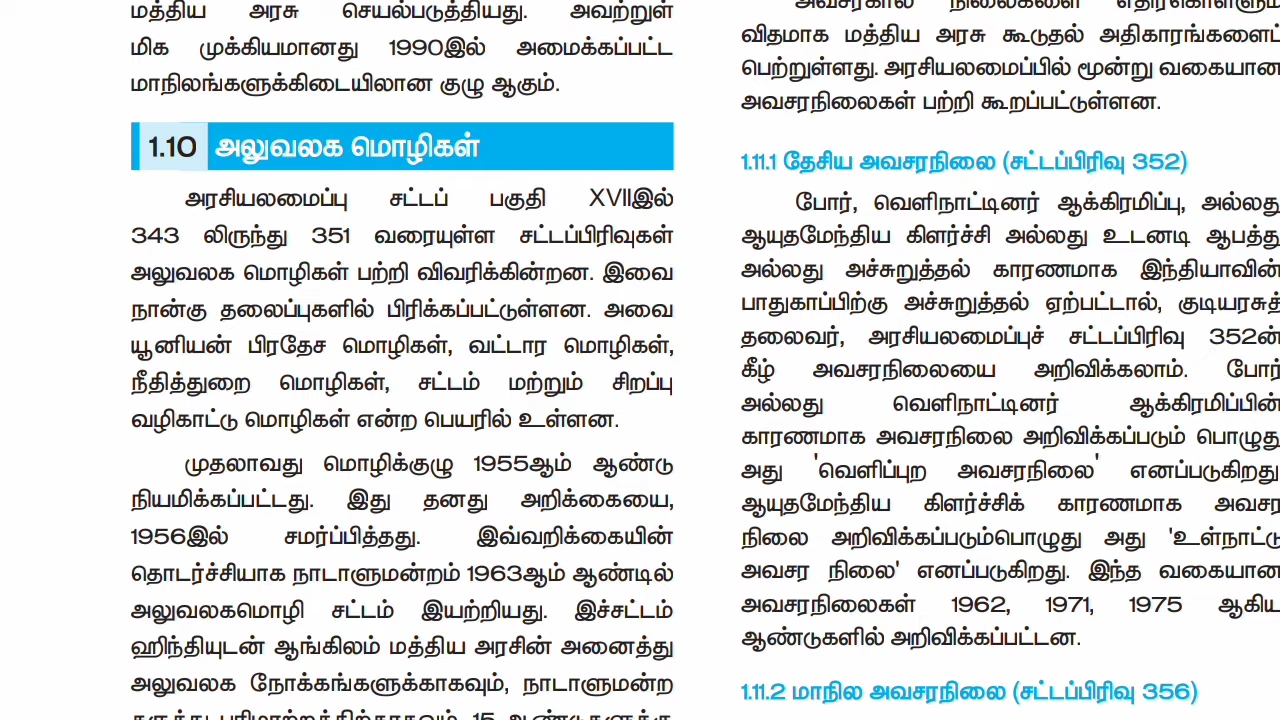 மத்திய அரசு செயல்படுத்தியது. அவற்றுள்
மிக முக்கியமானது 1990இல் அமைக்கப்பட்ட
மாநிலங்களுக்கிடையிலான குழு ஆகும்.
1.10 அலுவலக மொழிகள்
அரசியலமைப்பு சட்டப் பகுதி XVIIஇல்
343 லிருந்து 351 வரையுள்ள சட்டப்பிரிவுகள்
அலுவலக மொழிகள் பற்றி விவரிக்கின்றன. இவை
நான்கு தலைப்புகளில் பிரிக்கப்பட்டுள்ளன. அவை
யூனியன் பிரதேச மொழிகள், வட்டார மொழிகள்,
நீதித்துறை மொழிகள், சட்டம் மற்றும் சிறப்பு
வழிகாட்டு மொழிகள் என்ற பெயரில் உள்ளன.
முதலாவது மொழிக்குழு 1955ஆம் ஆண்டு
நியமிக்கப்பட்டது. இது தனது அறிக்கையை,
1956இல் சமர்ப்பித்தது. இவ்வறிக்கையின்
தொடர்ச்சியாக நாடாளுமன்றம் 1963ஆம் ஆண்டில்
அலுவலகமொழி சட்டம் இயற்றியது. இச்சட்டம்
ஹிந்தியுடன் ஆங்கிலம் மத்திய அரசின் அனைத்து
அலுவலக நோக்கங்களுக்காகவும், நாடாளுமன்ற
15 ஆண்டுகளுக்கு
அவசரகால நிலைகளை
விதமாக மத்திய அரசு கூடுதல் அதிகாரங்களைப்
பெற்றுள்ளது. அரசியலமைப்பில் மூன்று வகையான
அவசரநிலைகள் பற்றி கூறப்பட்டுள்ளன.
1.11.1 தேசிய அவசரநிலை (சட்டப்பிரிவு 352)
போர், வெளிநாட்டினர் ஆக்கிரமிப்பு, அல்லது
ஆயுதமேந்திய கிளர்ச்சி அல்லது உடனடி ஆபத்து
அல்லது அச்சுறுத்தல் காரணமாக இந்தியாவின்
பாதுகாப்பிற்கு அச்சுறுத்தல் ஏற்பட்டால், குடியரசுத்
தலைவர், அரசியலமைப்புச் சட்டப்பிரிவு 352ன்
கீழ் அவசரநிலையை அறிவிக்கலாம். போர்
அல்லது வெளிநாட்டினர் ஆக்கிரமிப்பின்
காரணமாக அவசரநிலை அறிவிக்கப்படும் பொழுது
அது 'வெளிப்புற அவசரநிலை' எனப்படுகிறது
ஆயுதமேந்திய கிளர்ச்சிக் காரணமாக அவசர
நிலை அறிவிக்கப்படும்பொழுது அது 'உள்நாட்டு
அவசர நிலை' எனப்படுகிறது. இந்த வகையான
அவசரநிலைகள் 1962, 1971, 1975 ஆகிய
ஆண்டுகளில் அறிவிக்கப்பட்டன.
1.11.2 மாநில அவசரநிலை (சட்டப்பிரிவு 356)